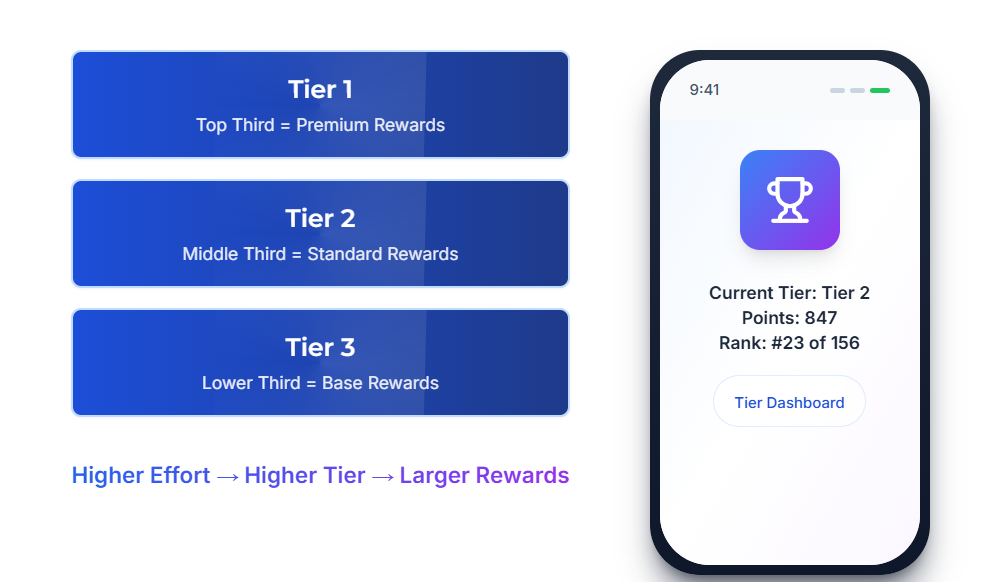 Tier 1
Top Third = Premium Rewards
Tier 2
Middle Third = Standard Rewards
Tier 3
Lower Third = Base Rewards
Higher Effort → Higher Tier → Larger Rewards
9:41
Current Tier: Tier 2
Points: 847
Rank: #23 of 156
Tier Dashboard